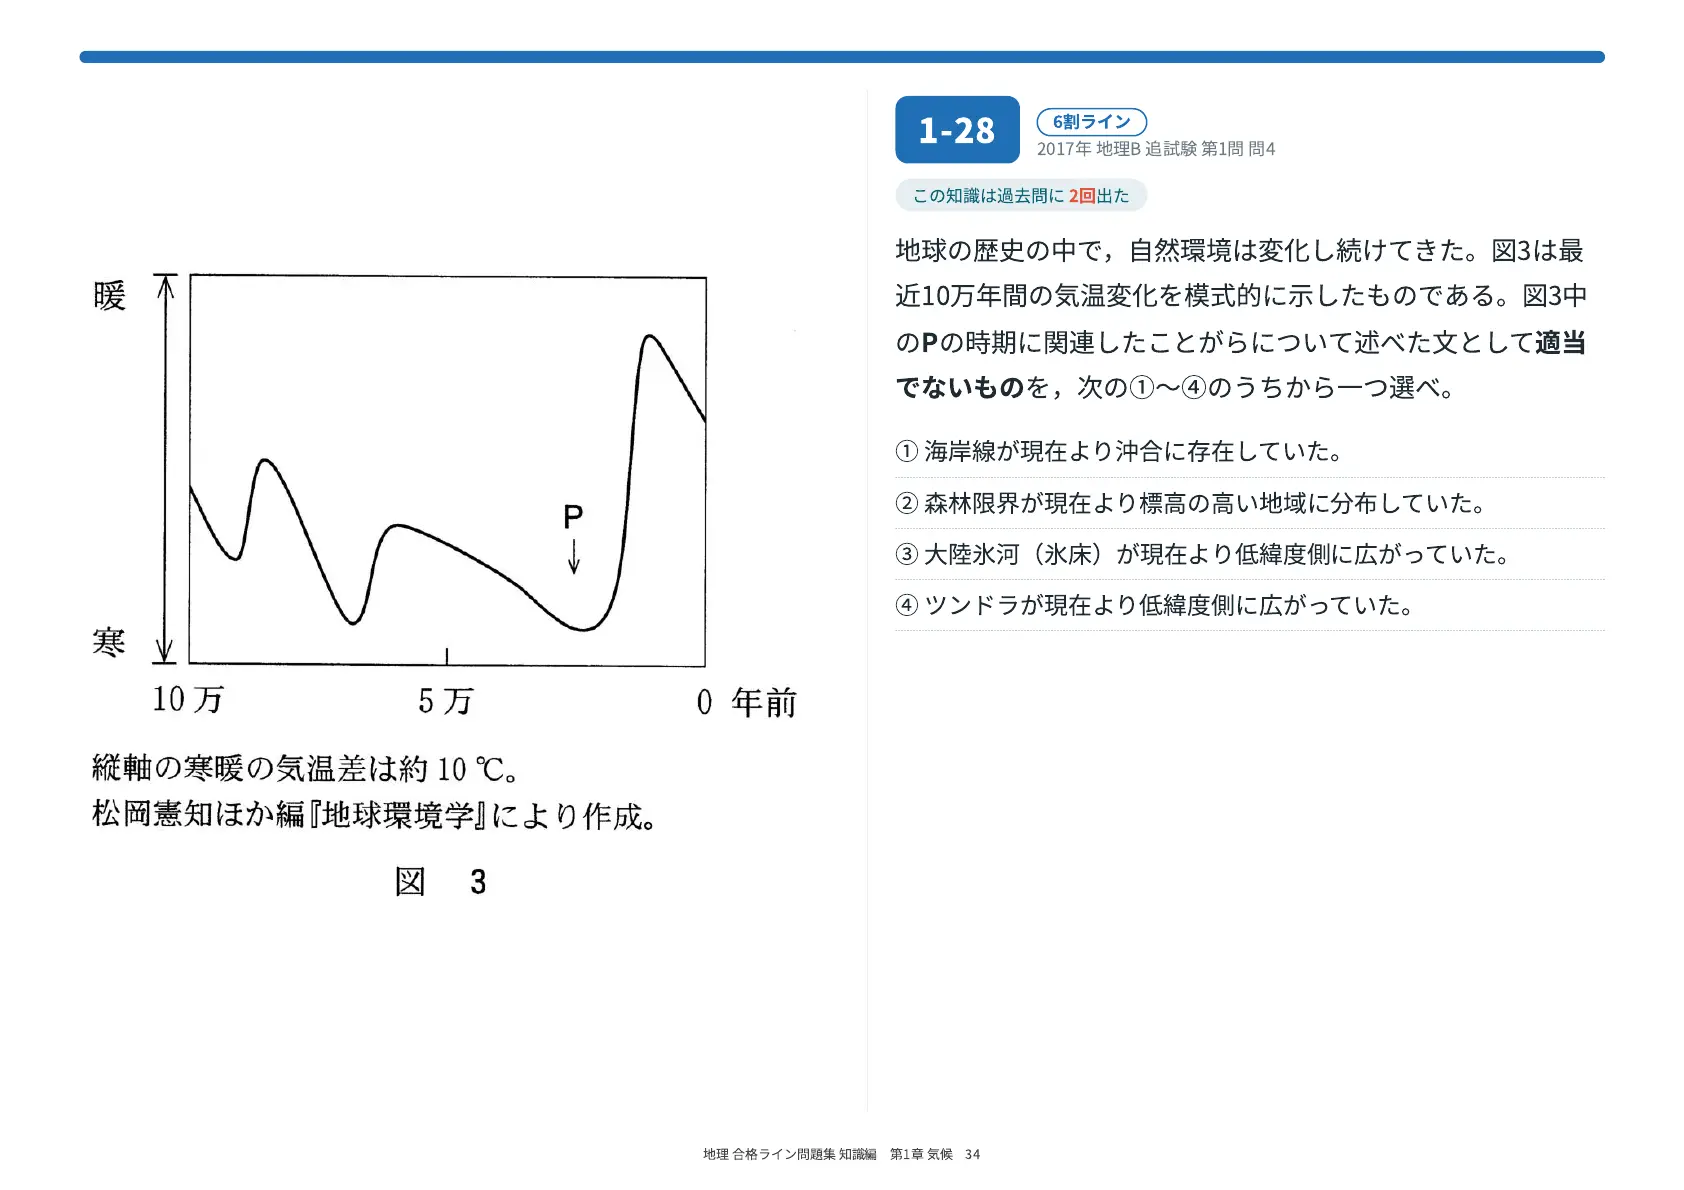 暖
寒
P
10万
5万
0 年前
縦軸の寒暖の気温差は約10℃。
松岡憲知ほか編『地球環境学』により作成。
図 3
1-28
6割ライン
2017年 地理B 追試験 第1問 問4
この知識は過去問に 2回出た
地球の歴史の中で，自然環境は変化し続けてきた。図3は最
近10万年間の気温変化を模式的に示したものである。図3中
のPの時期に関連したことがらについて述べた文として適当
でないものを，次の①～④のうちから一つ選べ。
① 海岸線が現在より沖合に存在していた。
② 森林限界が現在より標高の高い地域に分布していた。
③ 大陸氷河（氷床）が現在より低緯度側に広がっていた。
④ ツンドラが現在より低緯度側に広がっていた。
地理 合格ライン問題集 知識編　第1章 気候　34